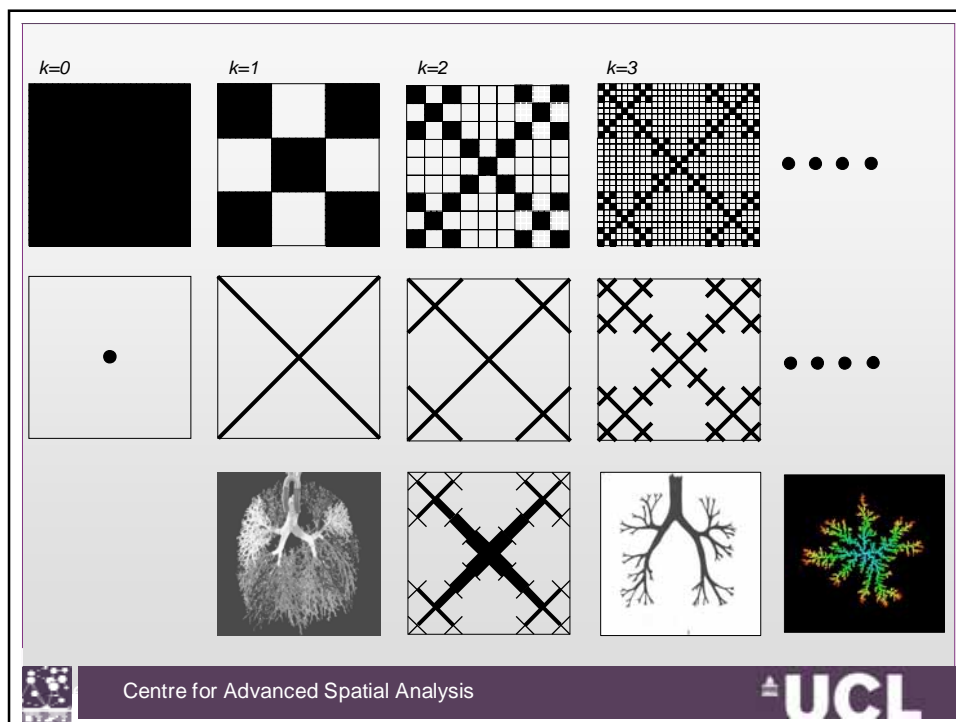 k=0 k=1 k=2 k=3
Centre for Advanced Spatial Analysis UCL